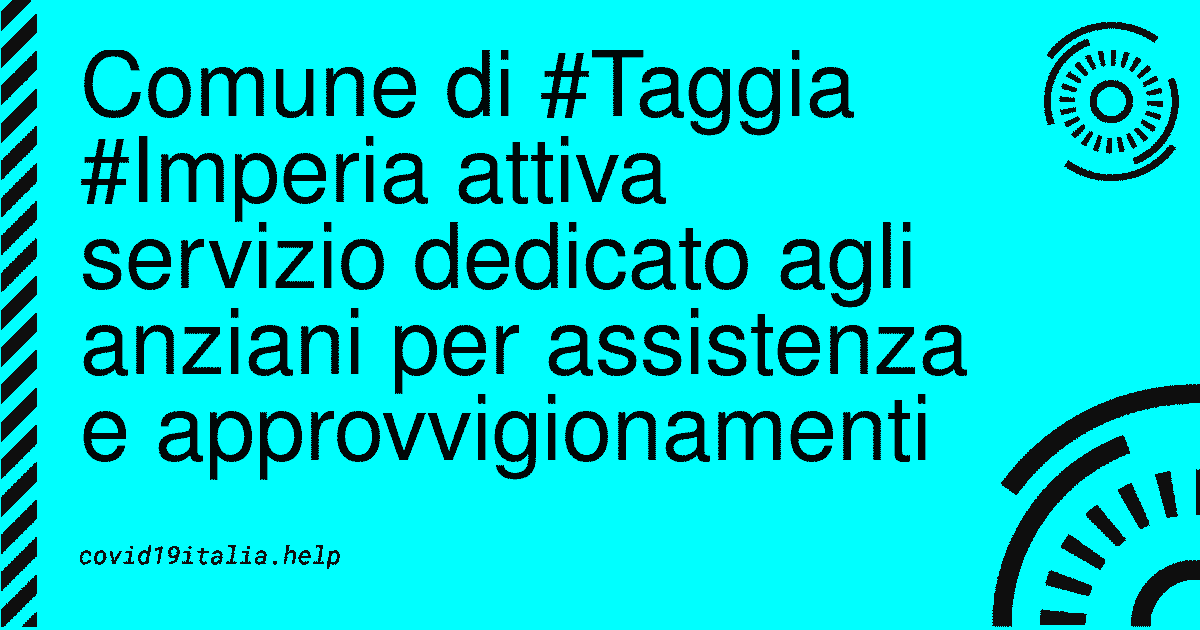 Comune di #Taggia
#Imperia attiva
servizio dedicato agli
anziani per assistenza
e approvvigionamenti
covid19italia.help